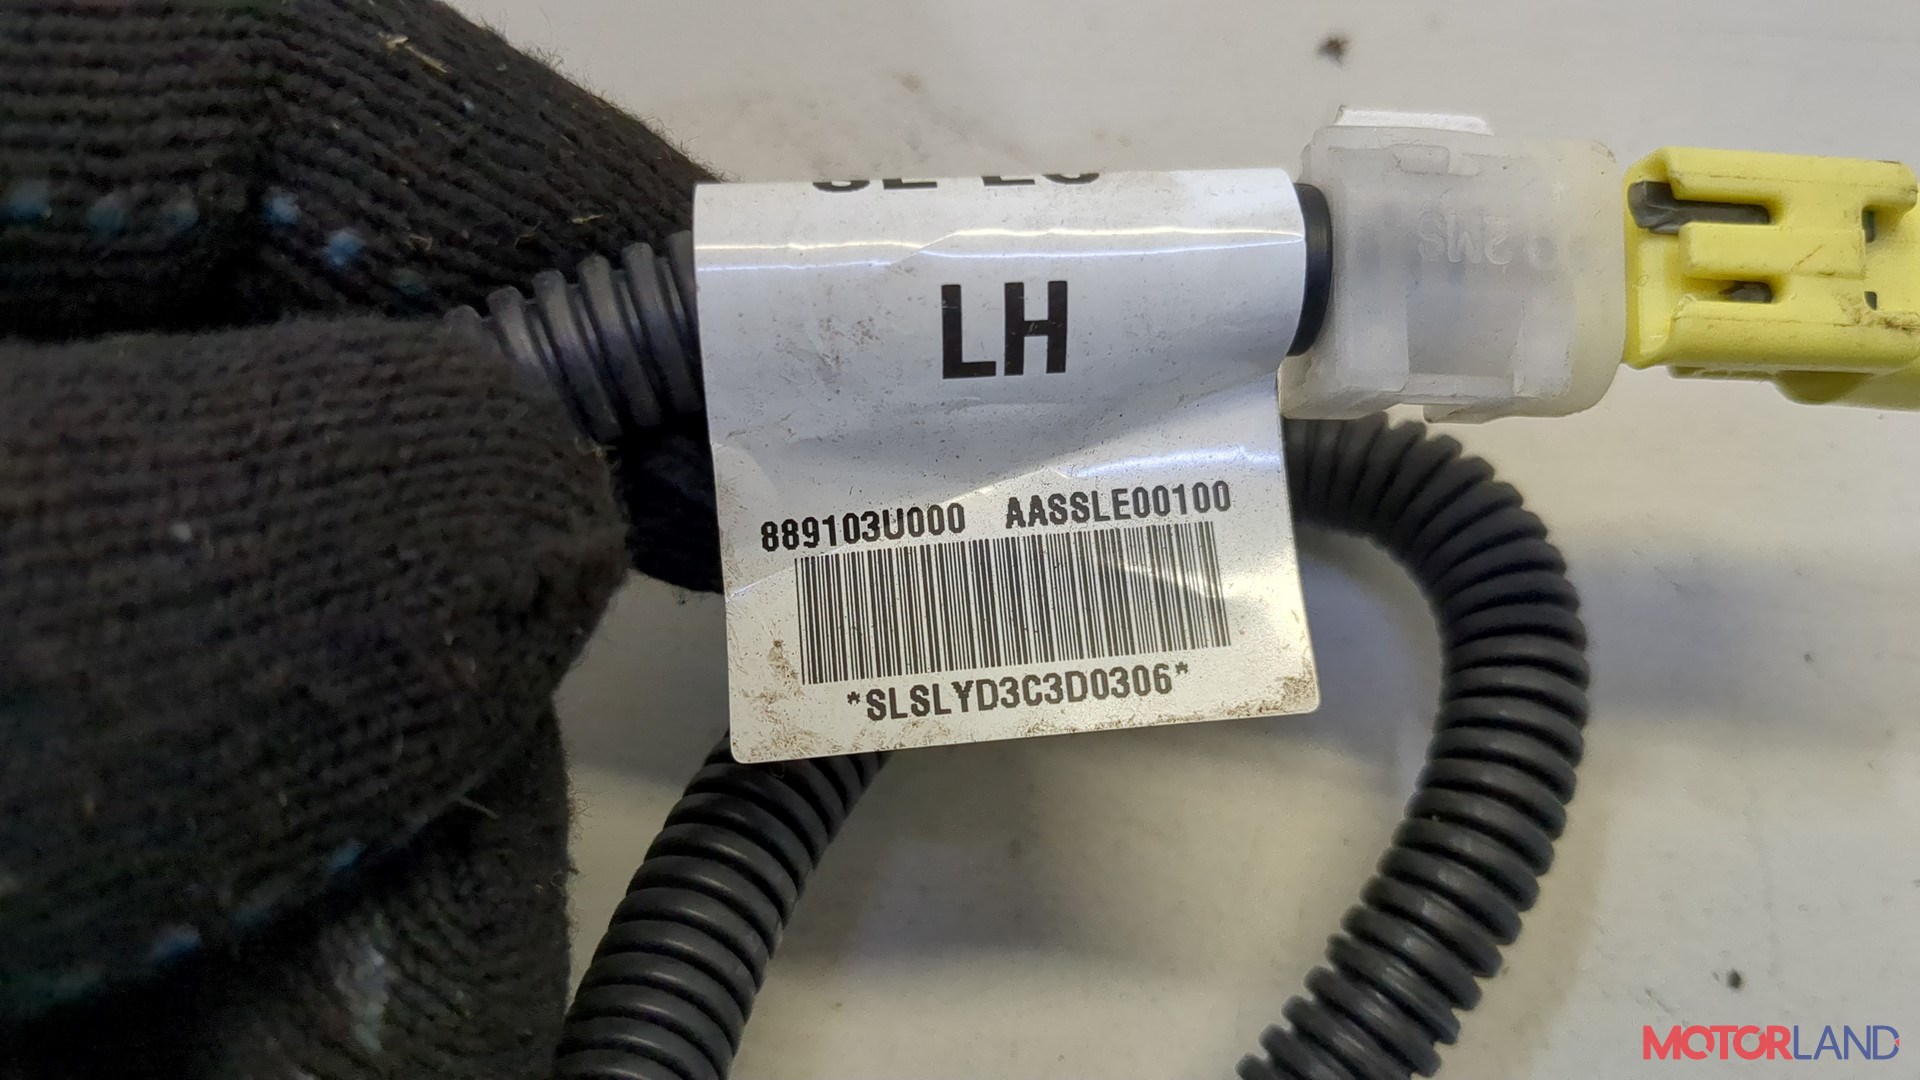 LH
889103U000 AASSLE00100
*SLSLYD3C3D0306*
MOTORLAND